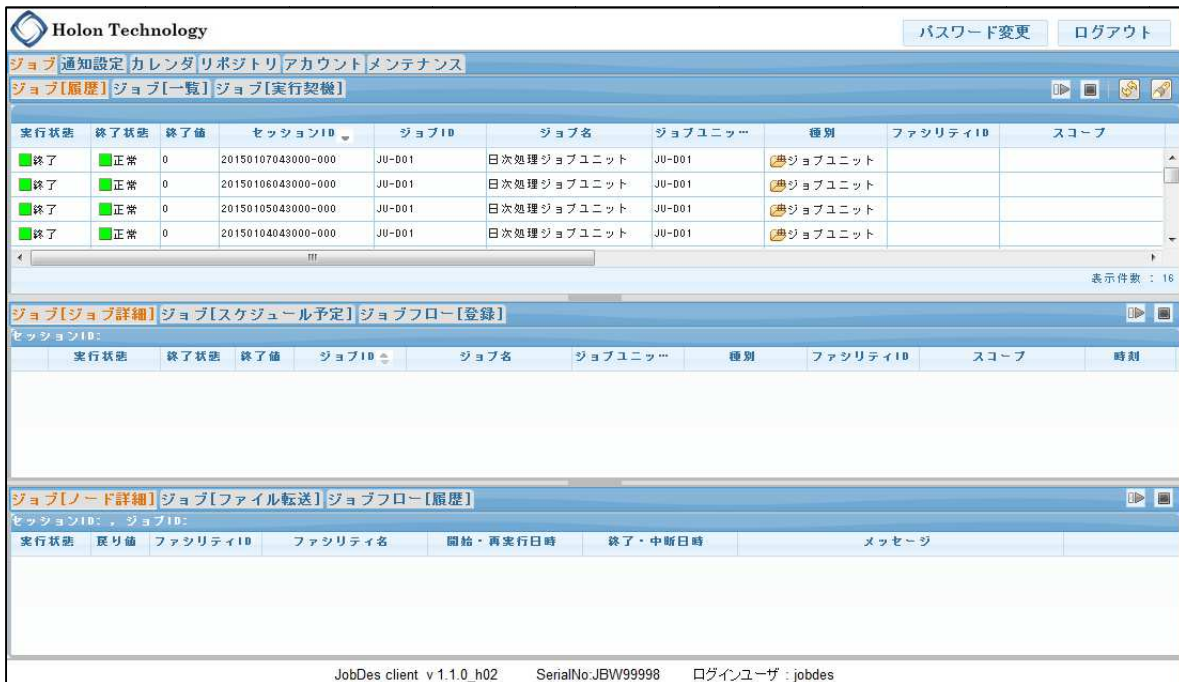 Holon Technology
パスワード変更 ログアウト
ジョブ 通知設定 カレンダ リポジトリ アカウント メンテナンス
ジョブ[履歴] ジョブ[一覧] ジョブ[実行契機]
実行状態 終了状態 終了値 セッションID ジョブID ジョブ名 ジョブユニッ… 種別 ファシリティID スコープ
終了 正常 0 20150107043000-000 JU-D01 日次処理ジョブユニット JU-D01 ジョブユニット
終了 正常 0 20150106043000-000 JU-D01 日次処理ジョブユニット JU-D01 ジョブユニット
終了 正常 0 20150105043000-000 JU-D01 日次処理ジョブユニット JU-D01 ジョブユニット
終了 正常 0 20150104043000-000 JU-D01 日次処理ジョブユニット JU-D01 ジョブユニット
表示件数 : 16
ジョブ[ジョブ詳細] ジョブ[スケジュール予定] ジョブフロー[登録]
セッションID:
実行状態 終了状態 終了値 ジョブID ジョブ名 ジョブユニッ… 種別 ファシリティID スコープ 時刻
ジョブ[ノード詳細] ジョブ[ファイル転送] ジョブフロー[履歴]
セッションID: , ジョブID:
実行状態 戻り値 ファシリティID ファシリティ名 開始・再実行日時 終了・中断日時 メッセージ
JobDes client v 1.1.0_h02 SerialNo:JBW99998 ログインユーザ : jobdes